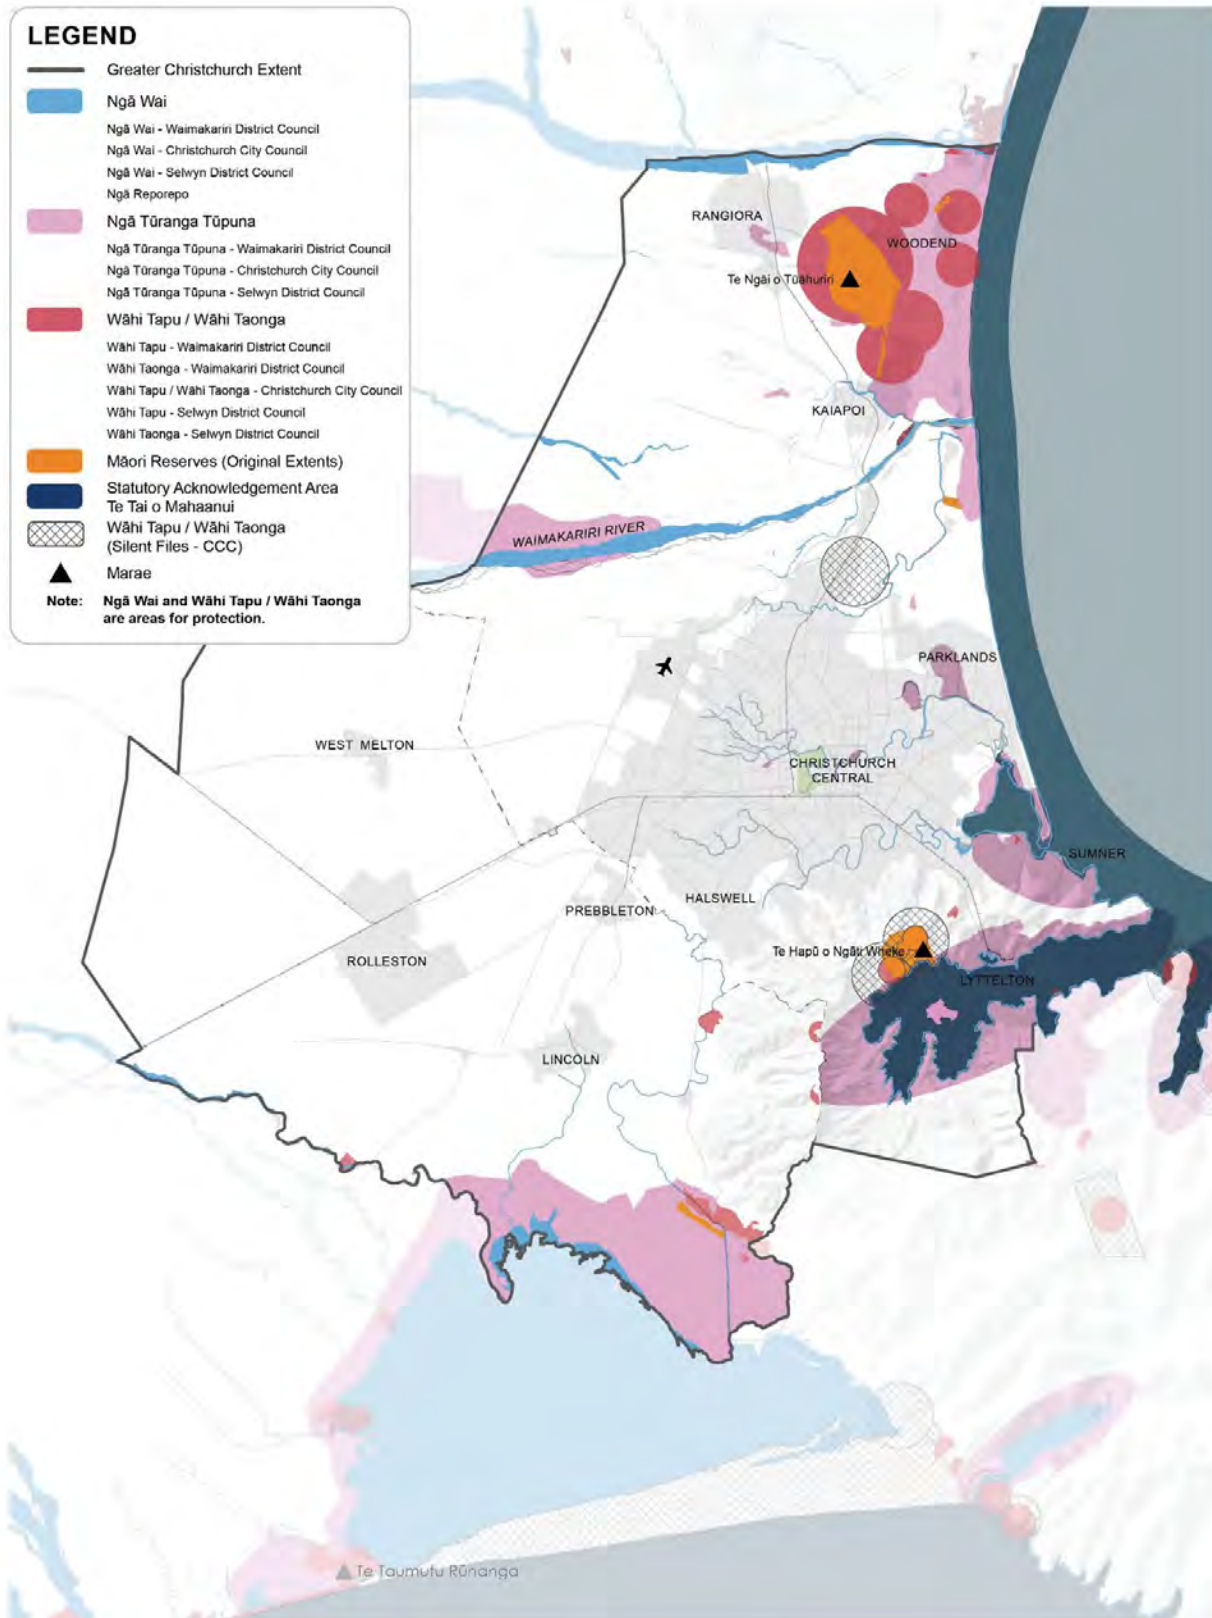 LEGEND
Greater Christchurch Extent
Ngā Wai
Ngā Wai - Waimakariri District Council
Ngā Wai - Christchurch City Council
Ngā Wai - Selwyn District Council
Ngā Reporepo
Ngā Tūranga Tūpuna
Ngā Tūranga Tūpuna - Waimakariri District Council
Ngā Tūranga Tūpuna - Christchurch City Council
Ngā Tūranga Tūpuna - Selwyn District Council
Wāhi Tapu / Wāhi Taonga
Wāhi Tapu - Waimakariri District Council
Wāhi Taonga - Waimakariri District Council
Wāhi Tapu / Wāhi Taonga - Christchurch City Council
Wāhi Tapu - Selwyn District Council
Wāhi Taonga - Selwyn District Council
Māori Reserves (Original Extents)
Statutory Acknowledgement Area
Te Tai o Mahaanui
Wāhi Tapu / Wāhi Taonga
(Silent Files - CCC)
Marae
Note: Ngā Wai and Wāhi Tapu / Wāhi Taonga
are areas for protection.
RANGIORA
WOODEND
Te Ngāi o Tūāhuriri
KAIAPOI
WAIMAKARIRI RIVER
PARKLANDS
WEST MELTON
CHRISTCHURCH
CENTRAL
SUMNER
HALSWELL
PREBBLETON
Te Hapū o Ngāti Wheke
ROLLESTON
LYTTELTON
LINCOLN
Te Taumutu Rūnanga